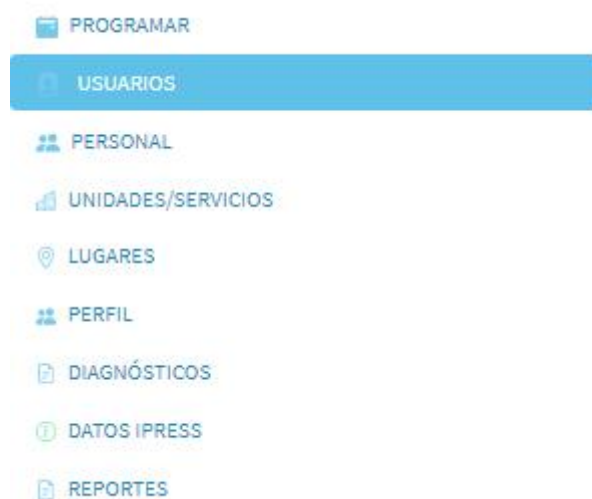 PROGRAMAR
USUARIOS
PERSONAL
UNIDADES/SERVICIOS
LUGARES
PERFIL
DIAGNÓSTICOS
DATOS IPRESS
REPORTES